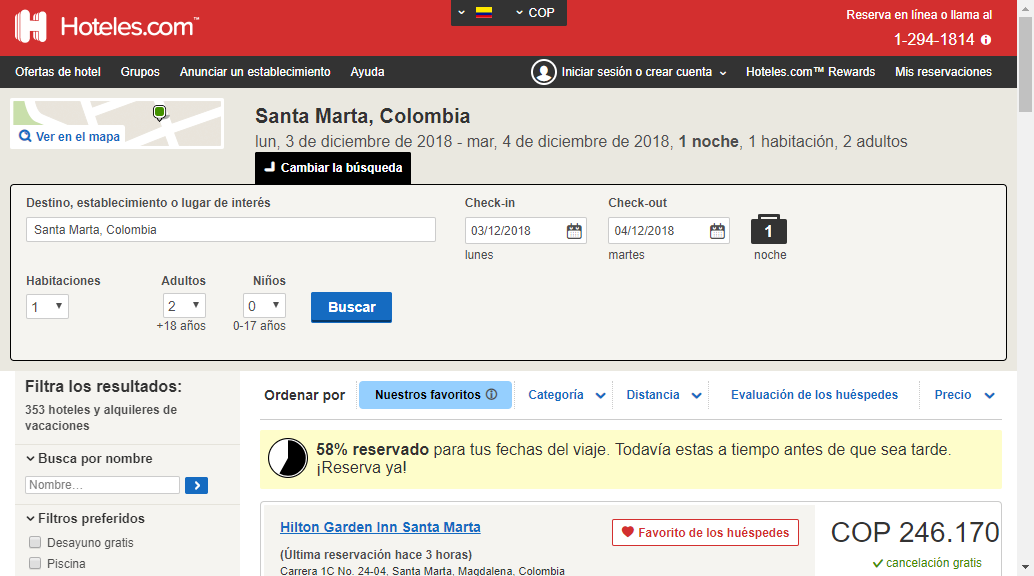 COP
Hoteles.com™
Reserva en línea o llama al
1-294-1814
Ofertas de hotel Grupos Anunciar un establecimiento Ayuda Iniciar sesión o crear cuenta Hoteles.com™ Rewards Mis reservaciones
Ver en el mapa
Santa Marta, Colombia
lun, 3 de diciembre de 2018 - mar, 4 de diciembre de 2018, 1 noche, 1 habitación, 2 adultos
Cambiar la búsqueda
Destino, establecimiento o lugar de interés Check-in Check-out
Santa Marta, Colombia 03/12/2018 04/12/2018 1
lunes martes noche
Habitaciones Adultos Niños
1 2 0 Buscar
+18 años 0-17 años
Filtra los resultados:
353 hoteles y alquileres de
vacaciones
Busca por nombre
Nombre…
Filtros preferidos
Desayuno gratis
Piscina
Ordenar por Nuestros favoritos Categoría Distancia Evaluación de los huéspedes Precio
58% reservado para tus fechas del viaje. Todavía estas a tiempo antes de que sea tarde.
¡Reserva ya!
Hilton Garden Inn Santa Marta Favorito de los huéspedes COP 246.170
(Última reservación hace 3 horas) cancelación gratis
Carrera 1C No. 24-04, Santa Marta, Magdalena, Colombia